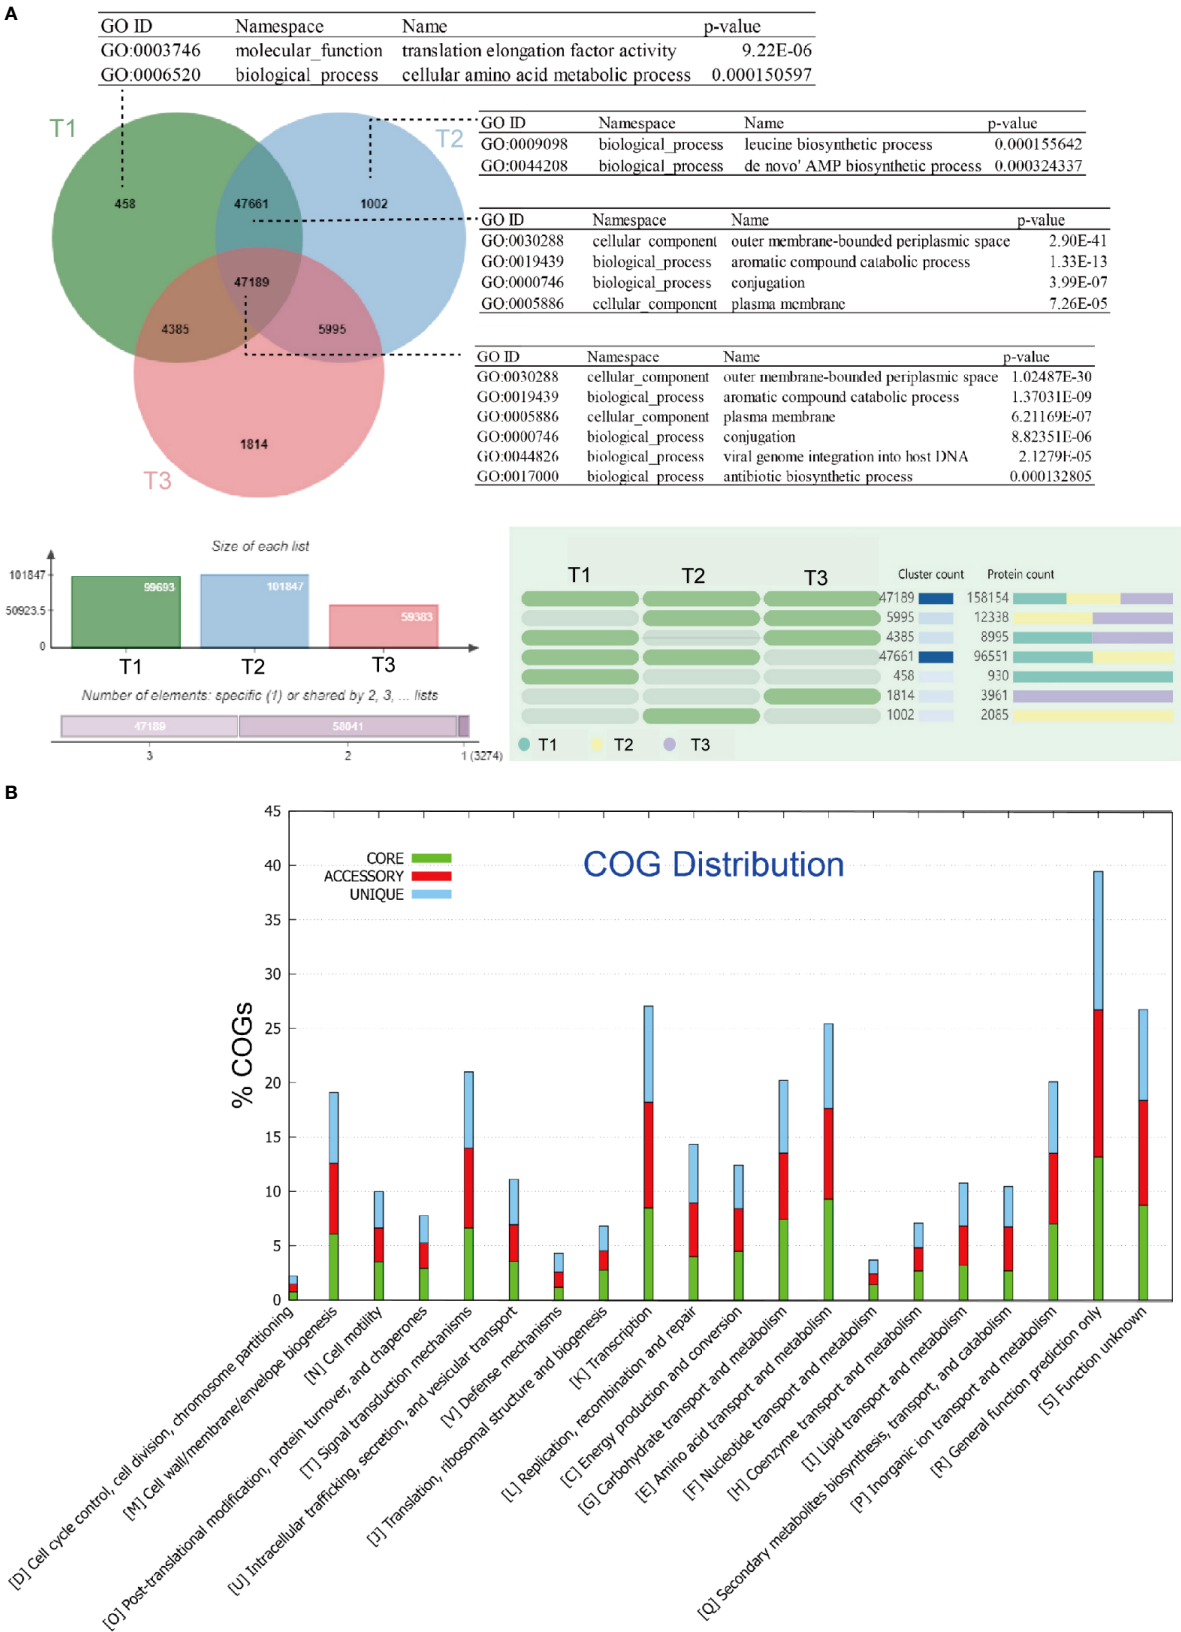 A
GO ID Namespace Name p-value
GO:0003746 molecular_function translation elongation factor activity 9.22E-06
GO:0006520 biological_process cellular amino acid metabolic process 0.000150597
T1
T2
T3
458
47661
1002
47189
4385
5995
1814
GO ID Namespace Name p-value
GO:0009098 biological_process leucine biosynthetic process 0.000155642
GO:0044208 biological_process de novo' AMP biosynthetic process 0.000324337
GO ID Namespace Name p-value
GO:0030288 cellular_component outer membrane-bounded periplasmic space 2.90E-41
GO:0019439 biological_process aromatic compound catabolic process 1.33E-13
GO:0000746 biological_process conjugation 3.99E-07
GO:0005886 cellular_component plasma membrane 7.26E-05
GO ID Namespace Name p-value
GO:0030288 cellular_component outer membrane-bounded periplasmic space 1.02487E-30
GO:0019439 biological_process aromatic compound catabolic process 1.37031E-09
GO:0005886 cellular_component plasma membrane 6.21169E-07
GO:0000746 biological_process conjugation 8.82351E-06
GO:0044826 biological_process viral genome integration into host DNA 2.1279E-05
GO:0017000 biological_process antibiotic biosynthetic process 0.000132805
Size of each list
101847
50923.5
0
99693
101847
59383
T1 T2 T3
Number of elements: specific (1) or shared by 2, 3, ... lists
47189 58041
3 2 1 (3274)
T1 T2 T3 Cluster count Protein count
47189 158154
5995 12338
4385 8995
47661 96551
458 930
1814 3961
1002 2085
T1 T2 T3
B
COG Distribution
CORE
ACCESSORY
UNIQUE
% COGs
45
40
35
30
25
20
15
10
5
0
[D] Cell cycle control, cell division, chromosome partitioning
[M] Cell wall/membrane/envelope biogenesis
[N] Cell motility
[O] Post-translational modification, protein turnover, and chaperones
[T] Signal transduction mechanisms
[U] Intracellular trafficking, secretion, and vesicular transport
[V] Defense mechanisms
[J] Translation, ribosomal structure and biogenesis
[K] Transcription
[L] Replication, recombination and repair
[C] Energy production and conversion
[G] Carbohydrate transport and metabolism
[E] Amino acid transport and metabolism
[F] Nucleotide transport and metabolism
[H] Coenzyme transport and metabolism
[I] Lipid transport and metabolism
[Q] Secondary metabolites biosynthesis, transport, and catabolism
[P] Inorganic ion transport and metabolism
[R] General function prediction only
[S] Function unknown